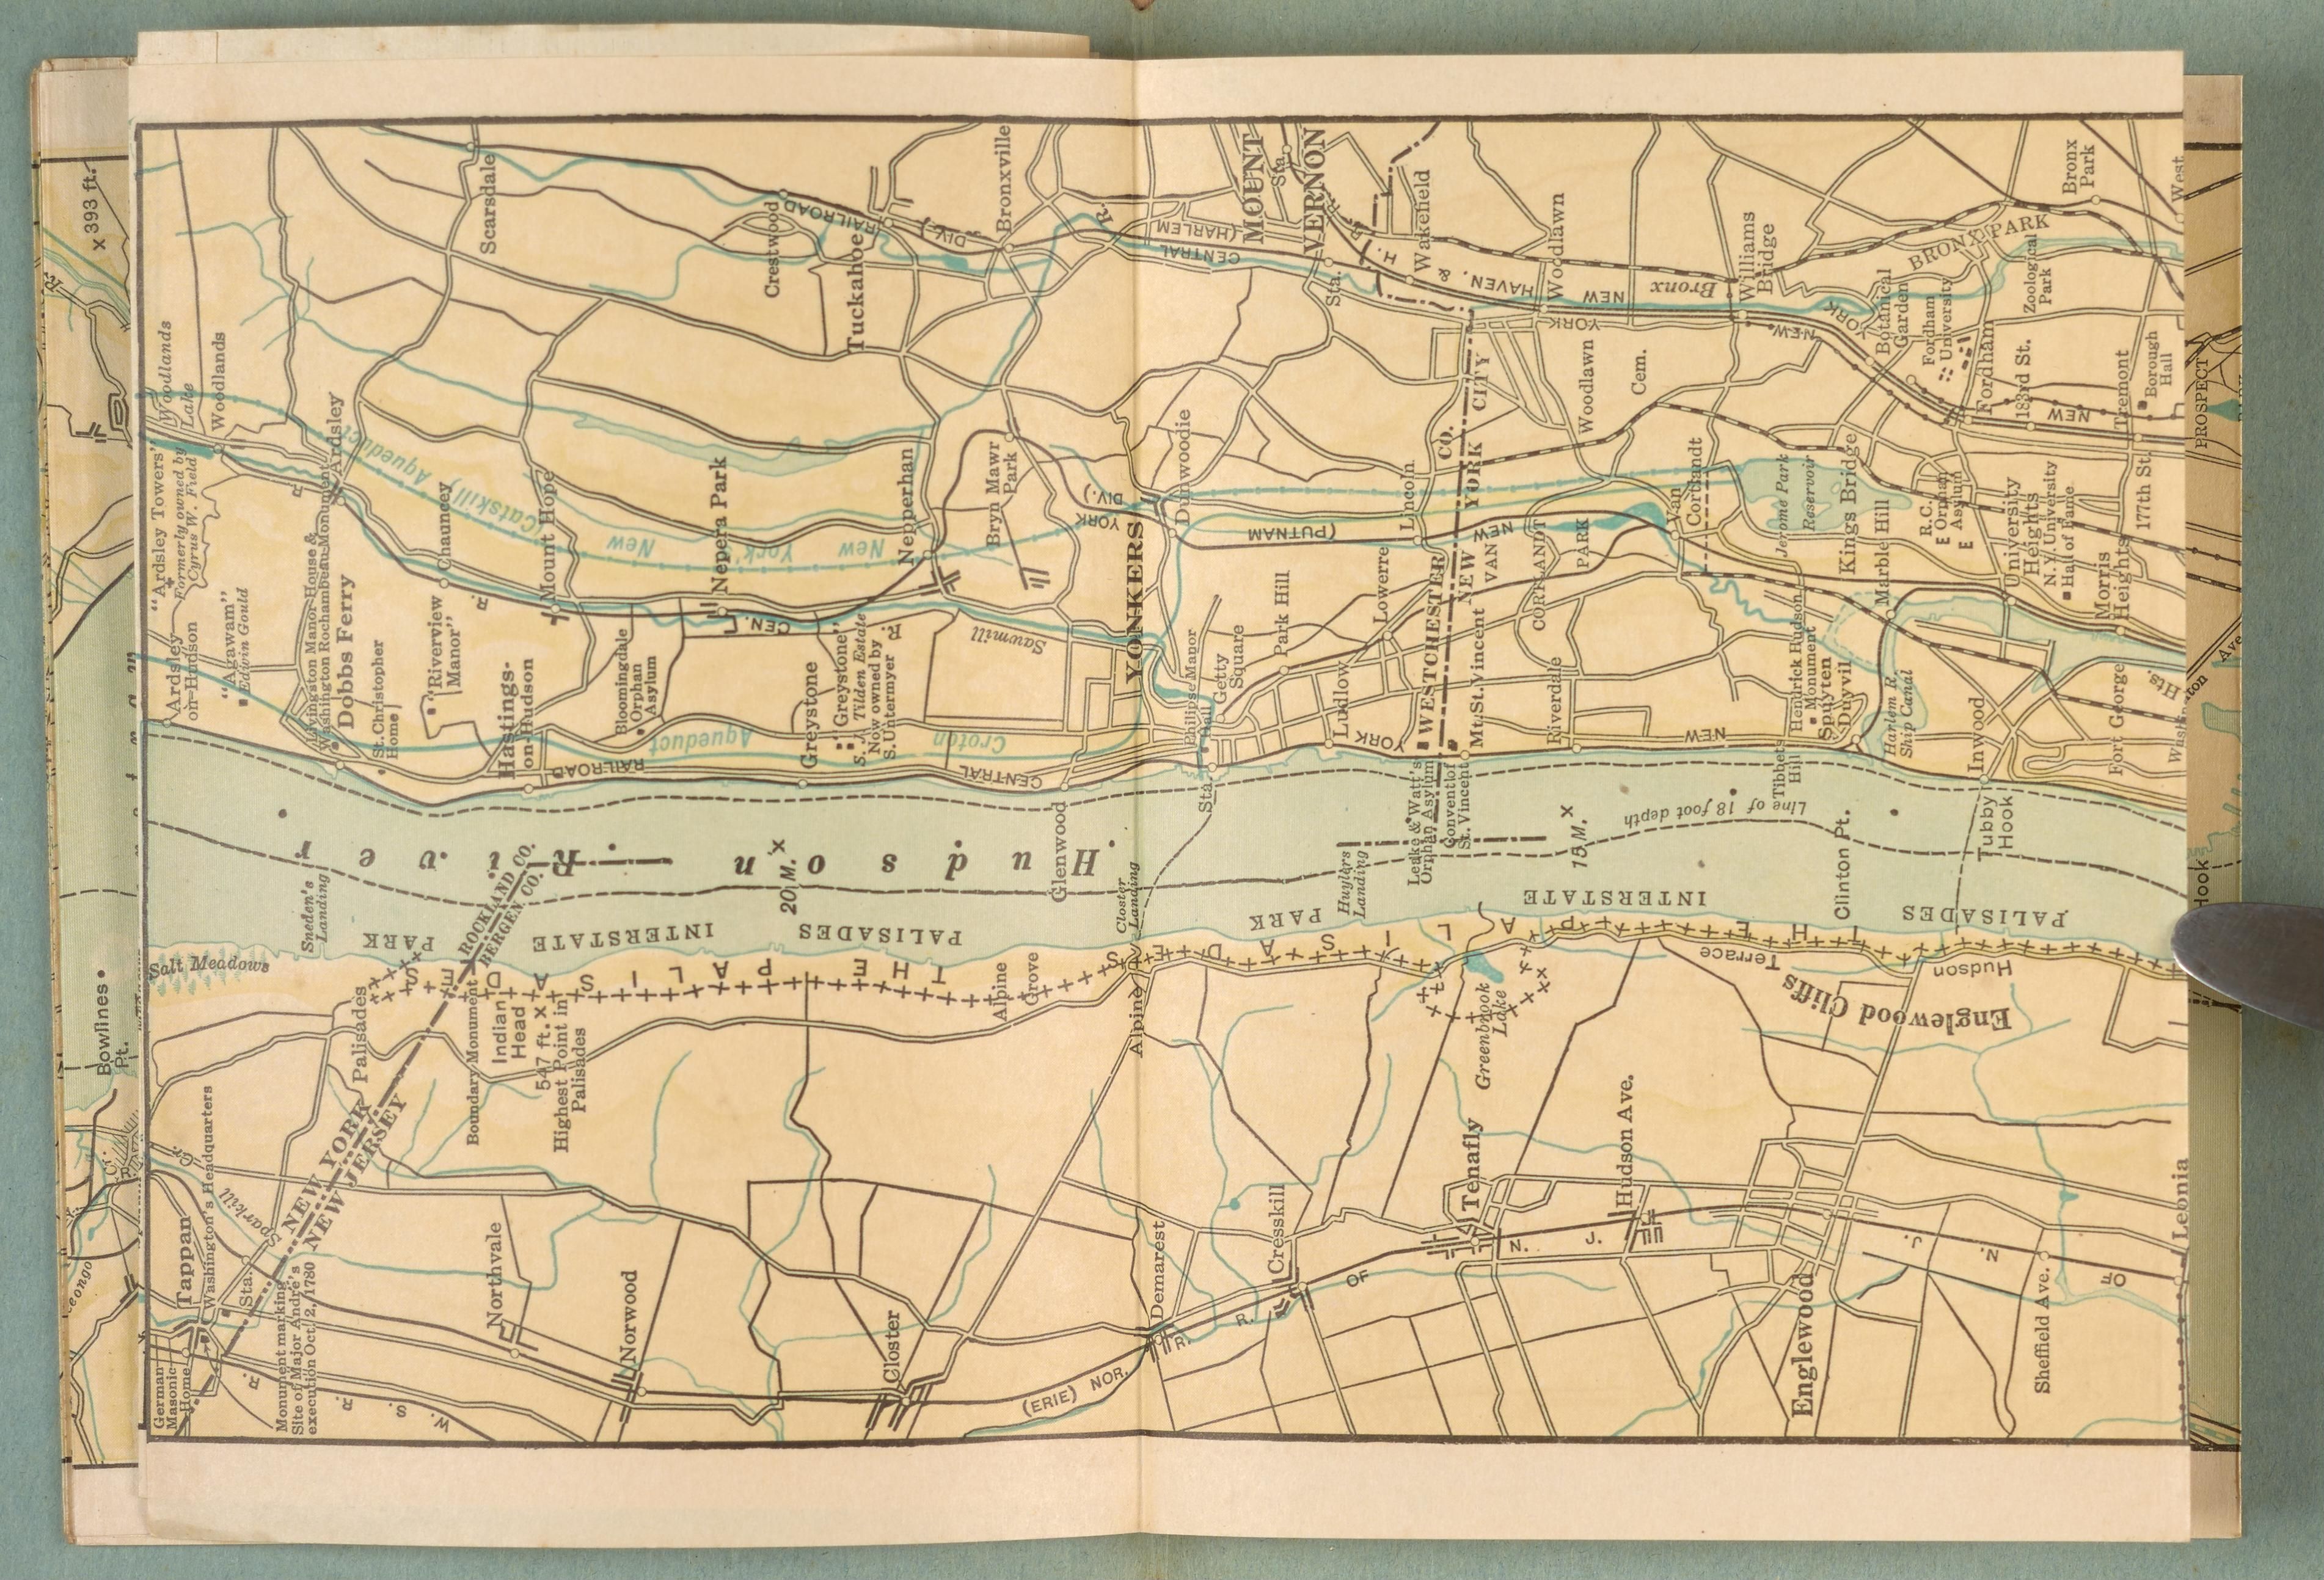 x 393 ft.
R.
"Ardsley Towers"
Formerly owned by
Cyrus W. Field
Woodlands
Lake
Woodlands
Scarsdale
Crestwood
Tuckahoe
RAILROAD
DIV.)
Bronxville
R.
(HARLEM
CENTRAL
MOUNT
VERNON
Sta.
Sta.
Wakefield
N. H. &
HAVEN
NEW
YORK
Woodlawn
Bronx
Williams
Bridge
NEW
YORK
Botanical
Garden
BRONX PARK
Bronx
Park
Zoological
Park
West
Fordham
University
Fordham
183rd St.
NEW
Tremont
Borough
Hall
PROSPECT
Ardsley
Aqueduct
(Catskill)
New
York's
New
Chauncey
Mount Hope
Nepera Park
Nepperhan
Bryn Mawr
Park
YORK
DIV.)
Dunwoodie
(PUTNAM
NEW
Lincoln
Woodlawn
Cem.
WESTCHESTER
CO.
NEW YORK CITY
VAN
CORTLANDT
PARK
Van
Cortlandt
Jerome Park
Reservoir
Kings Bridge
Marble Hill
R.C.
Orphan
Asylum
University
Heights
N.Y. University
Hall of Fame
Morris
Heights
177th St.
Ardsley
on-Hudson
"Agawam"
Edwin Gould
Livingston Manor House &
Washington Rochambeau Monument
Dobbs Ferry
St. Christopher
Home
"Riverview
Manor"
R.
Hastings-
on-Hudson
Bloomingdale
Orphan
Asylum
CEN.
Greystone
"Greystone"
S. J. Tilden Estate
Now owned by
S. Untermyer
R.
Sawmill
Aqueduct
Croton
RAILROAD
CENTRAL
YONKERS
Philipse Manor
Hall
Getty
Square
Park Hill
Lowerre
Ludlow
YORK
Mt. St. Vincent
Riverdale
NEW
Hendrick Hudson
Monument
Spuyten
Duyvil
Tibbets
Hill
Harlem R.
Ship Canal
Inwood
Fort George
Washington
Hts.
Ave.
Glenwood
Sta.
Leake & Watt's
Orphan Asylum
Convent of
St. Vincent
Line of 18 foot depth
Tubby
Hook
Hook
Hudson River
20 M. x
15 M. x
Sneden's
Landing
ROCKLAND CO.
BERGEN CO.
Closter
Landing
Huylers
Landing
Clinton Pt.
PALISADES INTERSTATE PARK
PALISADES INTERSTATE PARK
Salt Meadows
THE PALISADES
THE PALISADES
Bowlines
Pt.
Palisades
Boundary Monument
Indian
Head
547 ft. x
Highest Point in
Palisades
Alpine
Grove
Alpine
Greenbrook
Lake
Hudson
Terrace
Englewood Cliffs
NEW YORK
NEW JERSEY
Tappan
Washington's Headquarters
Sparkill
Cr.
Sta.
German
Masonic
Home
Monument marking
Site of Major Andre's
execution Oct. 2, 1780
W. S. R. R.
Northvale
Norwood
Closter
(ERIE) NOR.
Demarest
R. R.
Cresskill
OF
Tenafly
N. J.
Hudson Ave.
Englewood
N. J.
OF
Sheffield Ave.
Leonia